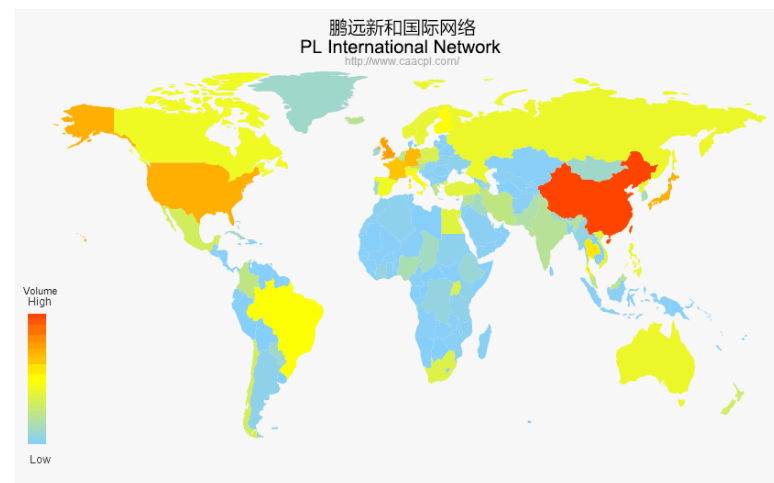 鹏远新和国际网络
PL International Network
http://www.caacpl.com/
Volume
High
Low